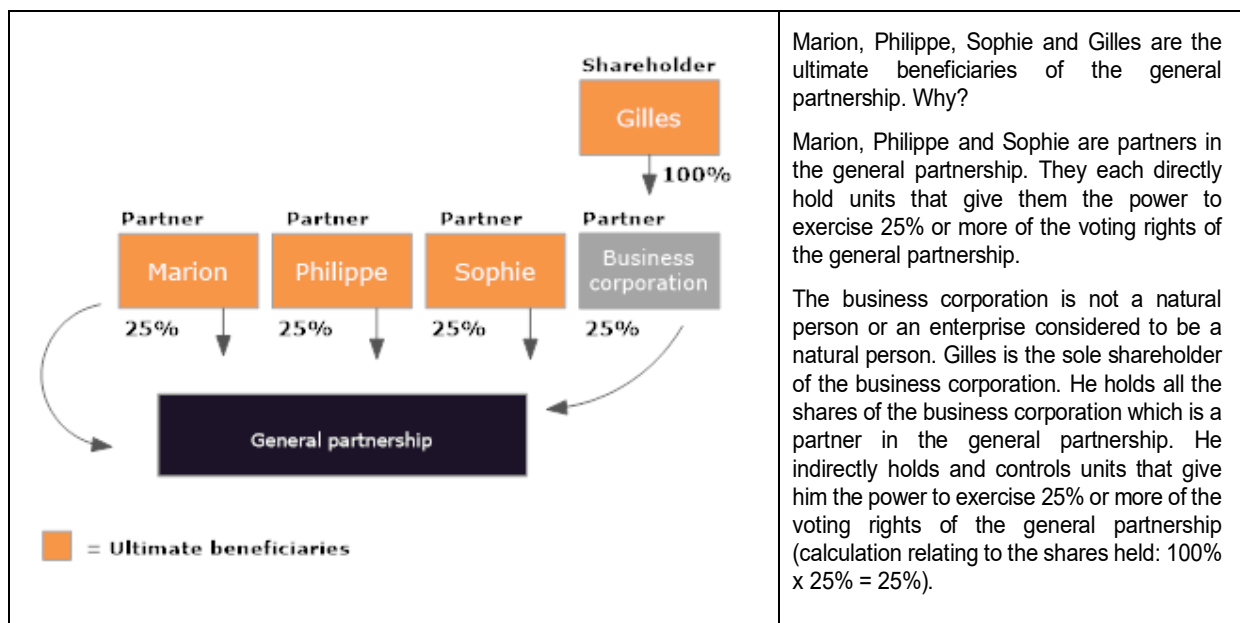 Shareholder
Gilles
100%
Partner
Partner
Partner
Partner
Marion
Philippe
Sophie
Business
corporation
25%
25%
25%
25%
General partnership
= Ultimate beneficiaries
Marion, Philippe, Sophie and Gilles are the
ultimate beneficiaries of the general
partnership. Why?
Marion, Philippe and Sophie are partners in
the general partnership. They each directly
hold units that give them the power to
exercise 25% or more of the voting rights of
the general partnership.
The business corporation is not a natural
person or an enterprise considered to be a
natural person. Gilles is the sole shareholder
of the business corporation. He holds all the
shares of the business corporation which is a
partner in the general partnership. He
indirectly holds and controls units that give
him the power to exercise 25% or more of the
voting rights of the general partnership
(calculation relating to the shares held: 100%
x 25% = 25%).